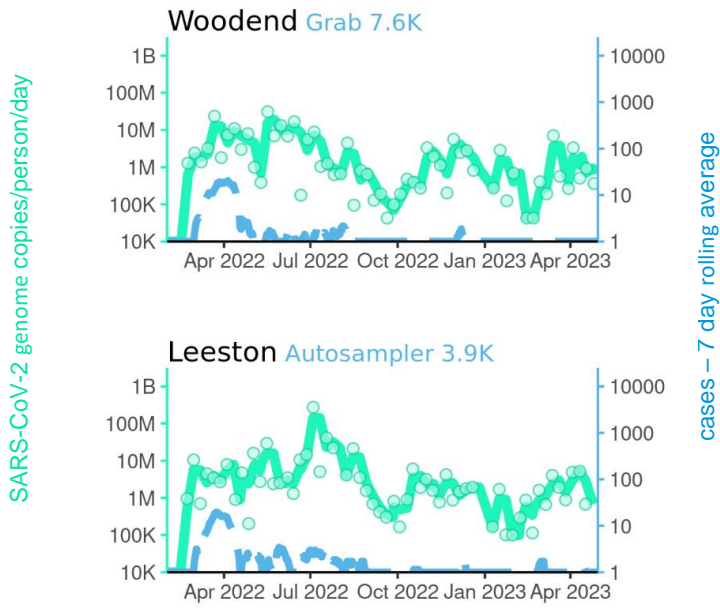 Woodend Grab 7.6K
SARS-CoV-2 genome copies/person/day
1B
100M
10M
1M
100K
10K
10000
1000
100
10
1
Apr 2022 Jul 2022 Oct 2022 Jan 2023 Apr 2023
cases – 7 day rolling average
Leeston Autosampler 3.9K
1B
100M
10M
1M
100K
10K
10000
1000
100
10
1
Apr 2022 Jul 2022 Oct 2022 Jan 2023 Apr 2023